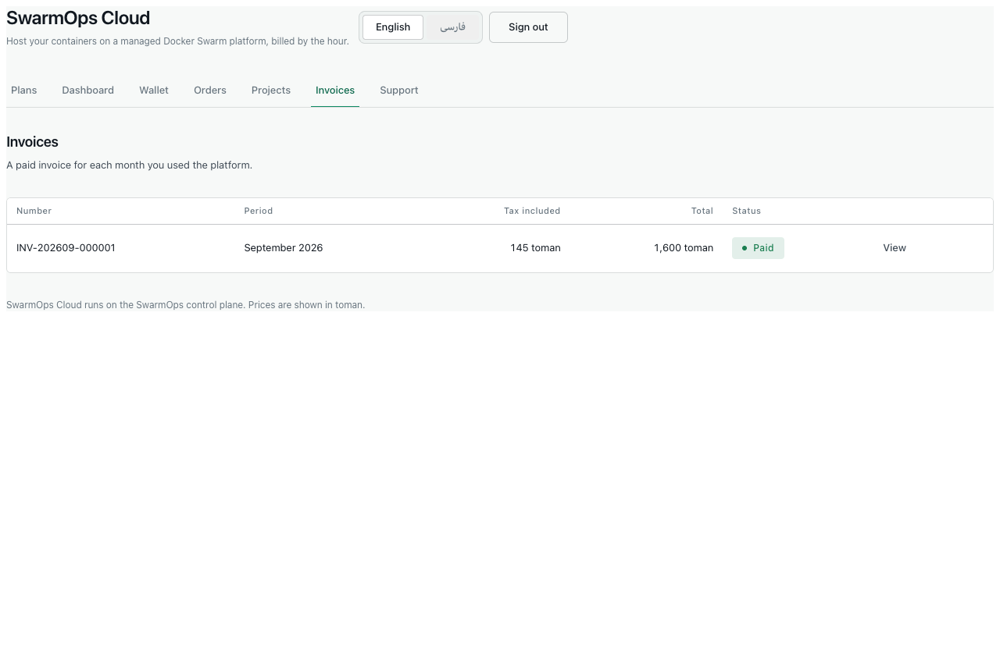 SwarmOps Cloud
Host your containers on a managed Docker Swarm platform, billed by the hour.
English
فارسی
Sign out
Plans Dashboard Wallet Orders Projects Invoices Support
Invoices
A paid invoice for each month you used the platform.
Number Period Tax included Total Status
INV-202609-000001 September 2026 145 toman 1,600 toman Paid View
SwarmOps Cloud runs on the SwarmOps control plane. Prices are shown in toman.